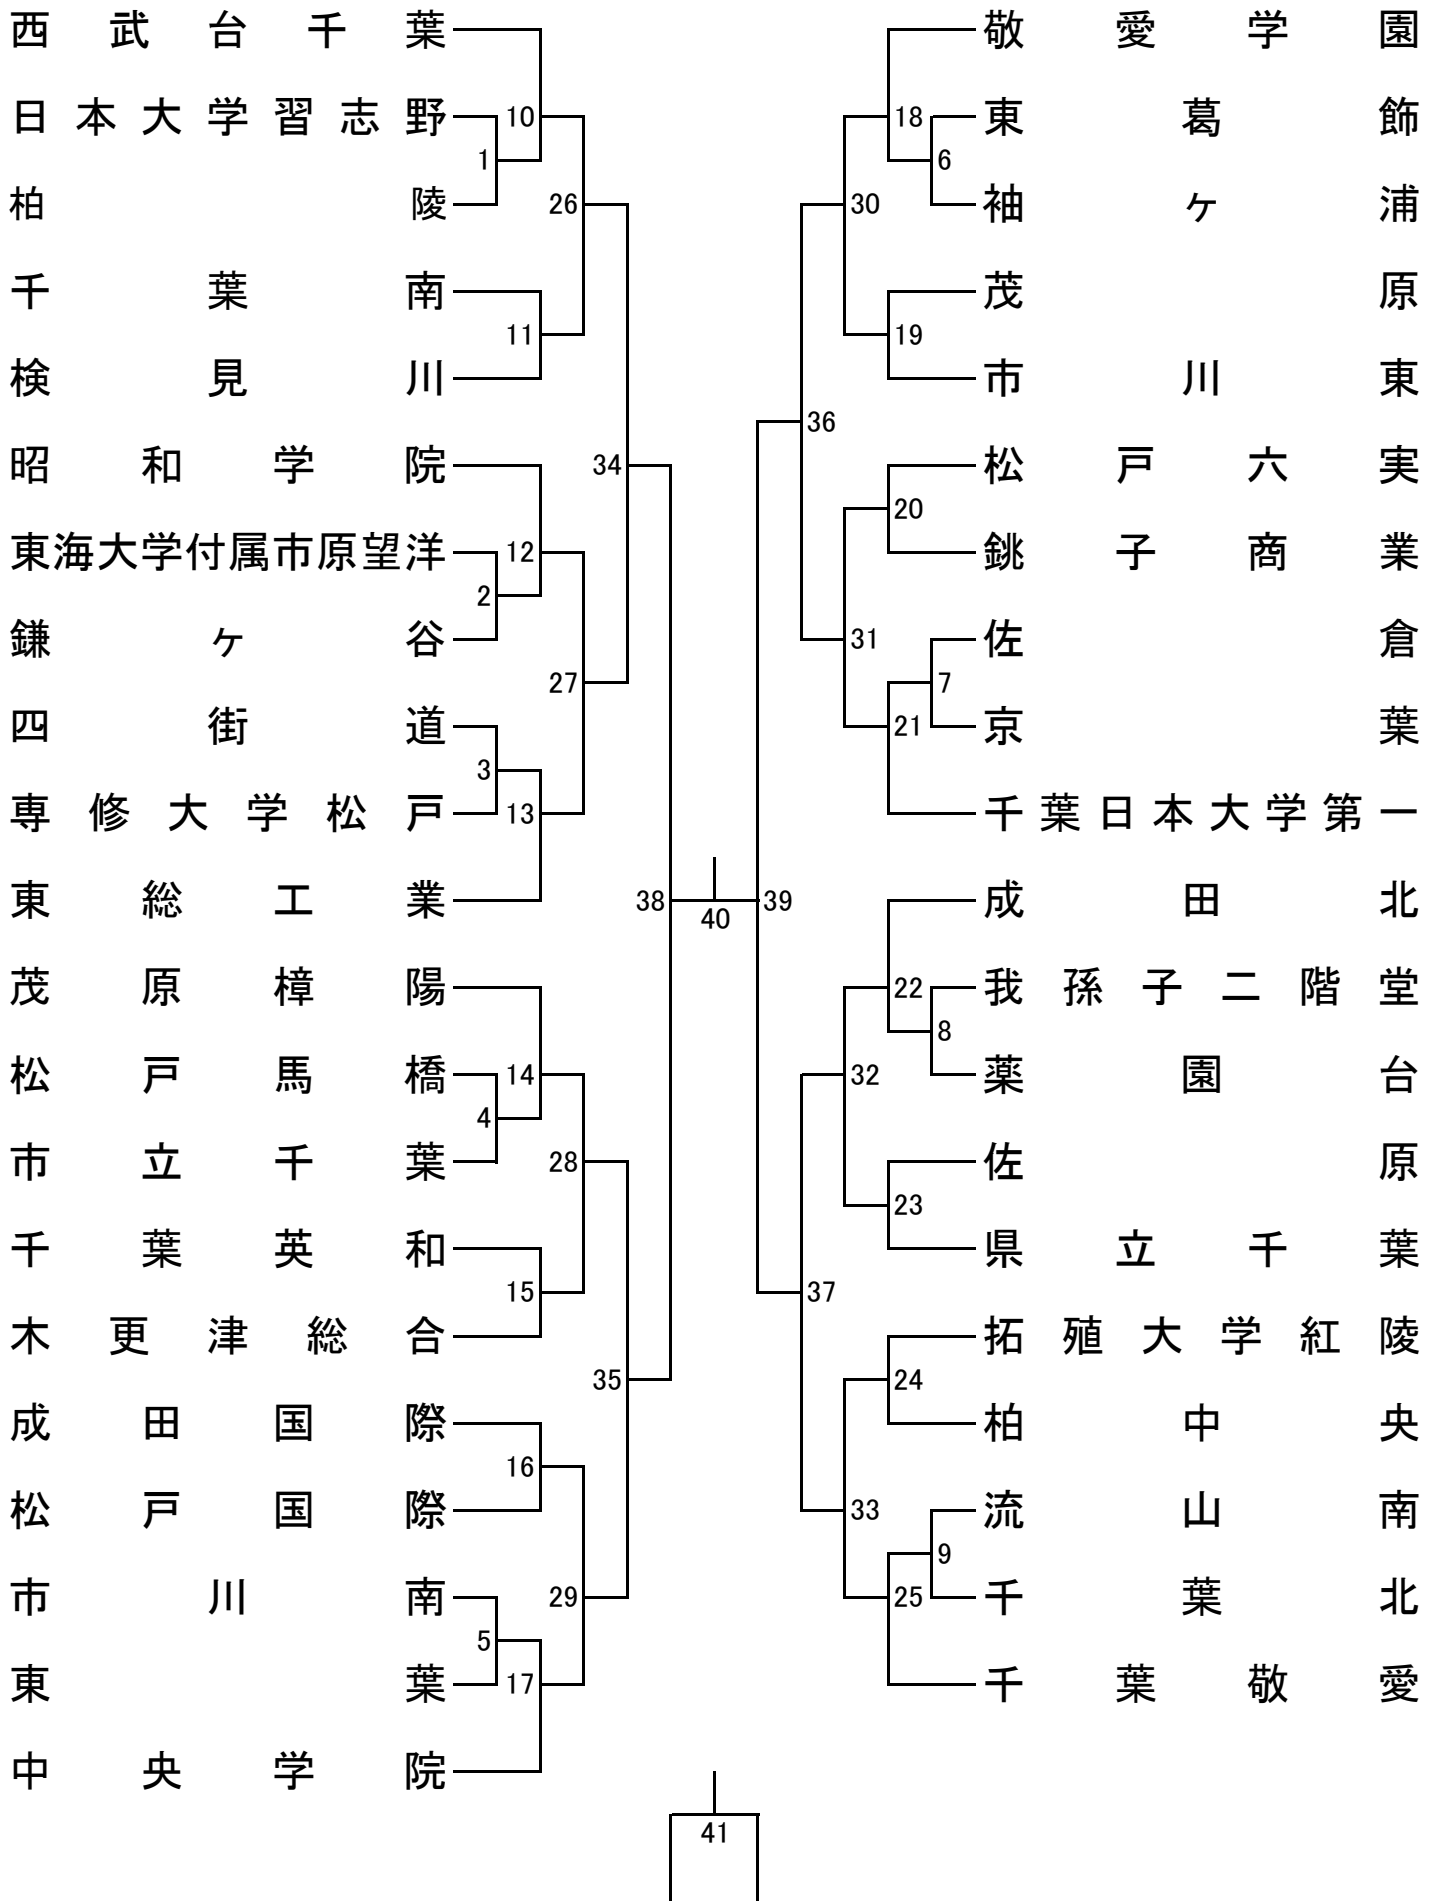 西武台千葉
日本大学習志野
柏陵
千葉南
検見川
昭和学院
東海大学付属市原望洋
鎌ヶ谷
四街道
専修大学松戸
東総工業
茂原樟陽
松戸馬橋
市立千葉
千葉英和
木更津総合
成田国際
松戸国際
市川南
東葉
中央学院
1
2
3
4
5
10
11
12
13
14
15
16
17
26
27
28
29
34
35
38
40
41
39
36
37
30
31
32
33
18
19
20
21
22
23
24
25
6
7
8
9
敬愛学園
東葛飾
袖ヶ浦
茂原
市川東
松戸六実
銚子商業
佐倉
京葉
千葉日本大学第一
成田北
我孫子二階堂
薬園台
佐原
県立千葉
拓殖大学紅陵
柏中央
流山南
千葉北
千葉敬愛